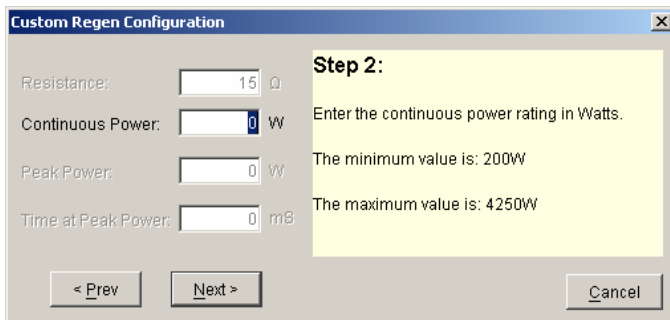 Custom Regen Configuration
Resistance: 15 Ω
Continuous Power: 0 W
Peak Power: 0 W
Time at Peak Power: 0 mS
Step 2:
Enter the continuous power rating in Watts.
The minimum value is: 200W
The maximum value is: 4250W
< Prev
Next >
Cancel